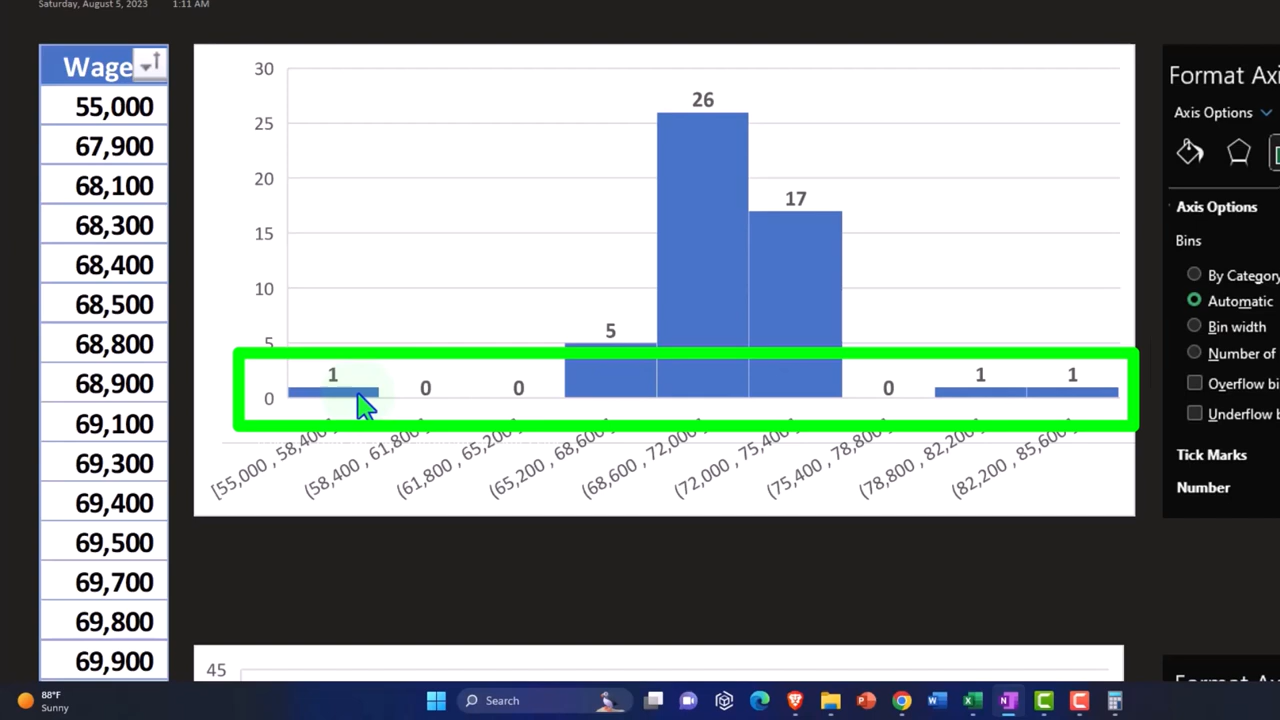 Saturday, August 5, 2023 1:11 AM
Wage
55,000
67,900
68,100
68,300
68,400
68,500
68,800
68,900
69,100
69,300
69,400
69,500
69,700
69,800
69,900
30
25
20
15
10
5
0
1
0
0
5
26
17
0
1
1
[55,000 , 58,400]
(58,400 , 61,800]
(61,800 , 65,200]
(65,200 , 68,600]
(68,600 , 72,000]
(72,000 , 75,400]
(75,400 , 78,800]
(78,800 , 82,200]
(82,200 , 85,600]
45
Format Axi
Axis Options
Axis Options
Bins
By Category
Automatic
Bin width
Number of
Overflow bi
Underflow b
Tick Marks
Number
88°F
Sunny
Search